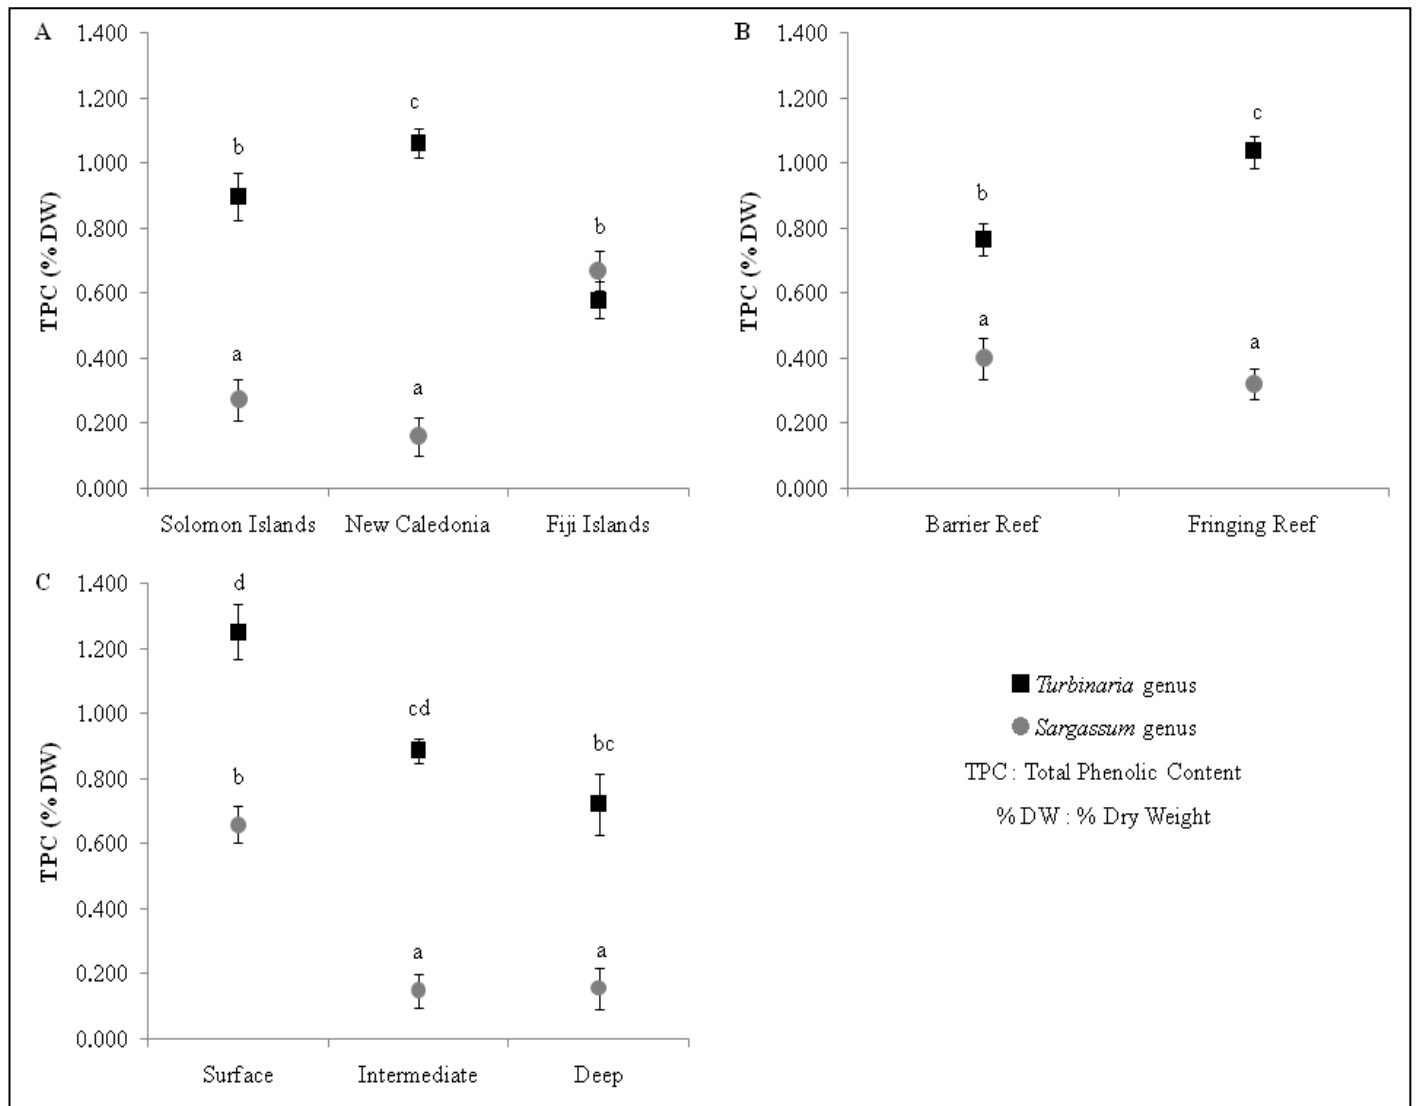 A
1.400
1.200
1.000
0.800
0.600
0.400
0.200
0.000
TPC (% DW)
b
a
c
a
b
Solomon Islands New Caledonia Fiji Islands
B
1.400
1.200
1.000
0.800
0.600
0.400
0.200
0.000
TPC (% DW)
b
a
c
a
Barrier Reef Fringing Reef
C
1.400
1.200
1.000
0.800
0.600
0.400
0.200
0.000
TPC (% DW)
d
b
cd
a
bc
a
Surface Intermediate Deep
Turbinaria genus
Sargassum genus
TPC : Total Phenolic Content
% DW : % Dry Weight